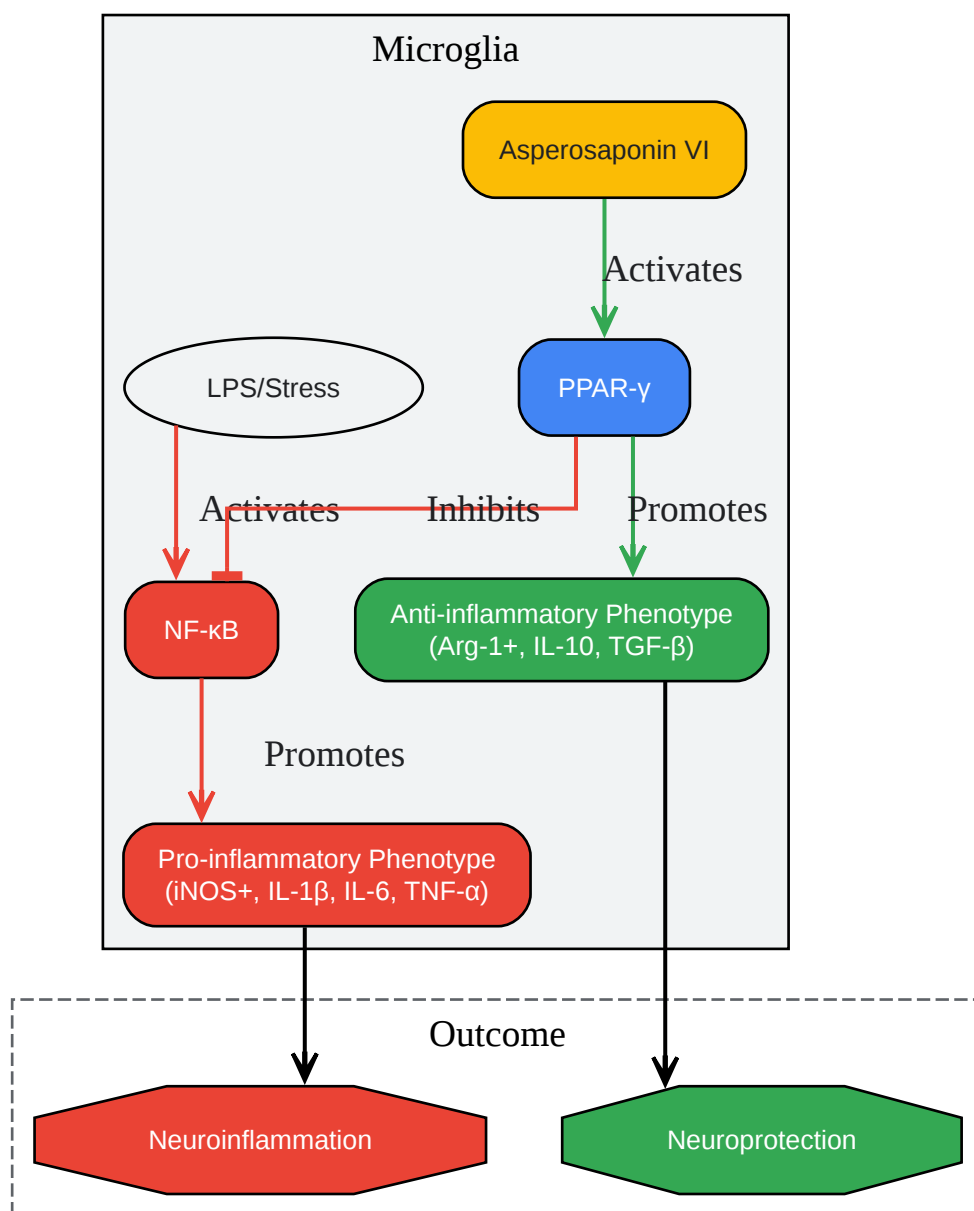 Microglia
Asperosaponin VI
Activates
LPS/Stress
PPAR-γ
Activates
Inhibits
Promotes
NF-κB
Anti-inflammatory Phenotype
(Arg-1+, IL-10, TGF-β)
Promotes
Pro-inflammatory Phenotype
(iNOS+, IL-1β, IL-6, TNF-α)
Outcome
Neuroinflammation
Neuroprotection